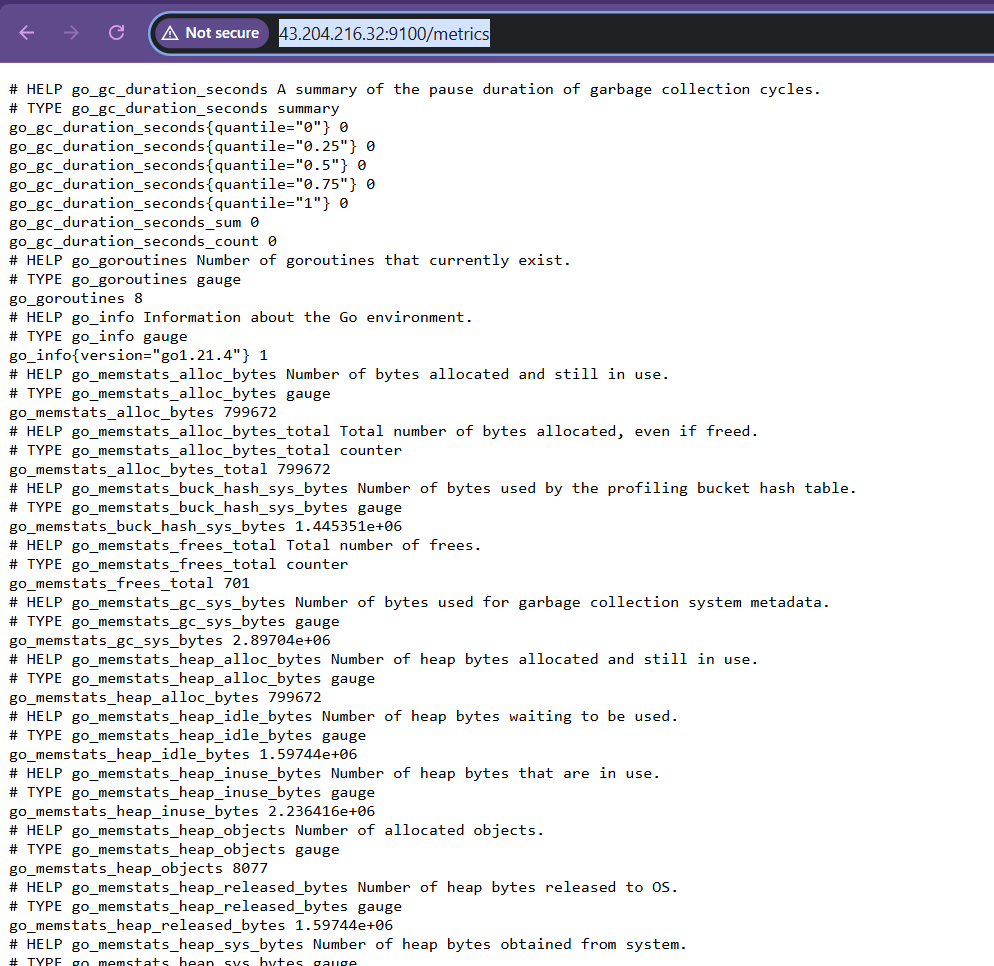 Not secure 43.204.216.32:9100/metrics
# HELP go_gc_duration_seconds A summary of the pause duration of garbage collection cycles.
# TYPE go_gc_duration_seconds summary
go_gc_duration_seconds{quantile="0"} 0
go_gc_duration_seconds{quantile="0.25"} 0
go_gc_duration_seconds{quantile="0.5"} 0
go_gc_duration_seconds{quantile="0.75"} 0
go_gc_duration_seconds{quantile="1"} 0
go_gc_duration_seconds_sum 0
go_gc_duration_seconds_count 0
# HELP go_goroutines Number of goroutines that currently exist.
# TYPE go_goroutines gauge
go_goroutines 8
# HELP go_info Information about the Go environment.
# TYPE go_info gauge
go_info{version="go1.21.4"} 1
# HELP go_memstats_alloc_bytes Number of bytes allocated and still in use.
# TYPE go_memstats_alloc_bytes gauge
go_memstats_alloc_bytes 799672
# HELP go_memstats_alloc_bytes_total Total number of bytes allocated, even if freed.
# TYPE go_memstats_alloc_bytes_total counter
go_memstats_alloc_bytes_total 799672
# HELP go_memstats_buck_hash_sys_bytes Number of bytes used by the profiling bucket hash table.
# TYPE go_memstats_buck_hash_sys_bytes gauge
go_memstats_buck_hash_sys_bytes 1.445351e+06
# HELP go_memstats_frees_total Total number of frees.
# TYPE go_memstats_frees_total counter
go_memstats_frees_total 701
# HELP go_memstats_gc_sys_bytes Number of bytes used for garbage collection system metadata.
# TYPE go_memstats_gc_sys_bytes gauge
go_memstats_gc_sys_bytes 2.89704e+06
# HELP go_memstats_heap_alloc_bytes Number of heap bytes allocated and still in use.
# TYPE go_memstats_heap_alloc_bytes gauge
go_memstats_heap_alloc_bytes 799672
# HELP go_memstats_heap_idle_bytes Number of heap bytes waiting to be used.
# TYPE go_memstats_heap_idle_bytes gauge
go_memstats_heap_idle_bytes 1.59744e+06
# HELP go_memstats_heap_inuse_bytes Number of heap bytes that are in use.
# TYPE go_memstats_heap_inuse_bytes gauge
go_memstats_heap_inuse_bytes 2.236416e+06
# HELP go_memstats_heap_objects Number of allocated objects.
# TYPE go_memstats_heap_objects gauge
go_memstats_heap_objects 8077
# HELP go_memstats_heap_released_bytes Number of heap bytes released to OS.
# TYPE go_memstats_heap_released_bytes gauge
go_memstats_heap_released_bytes 1.59744e+06
# HELP go_memstats_heap_sys_bytes Number of heap bytes obtained from system.
# TYPE go_memstats_heap_sys_bytes gauge